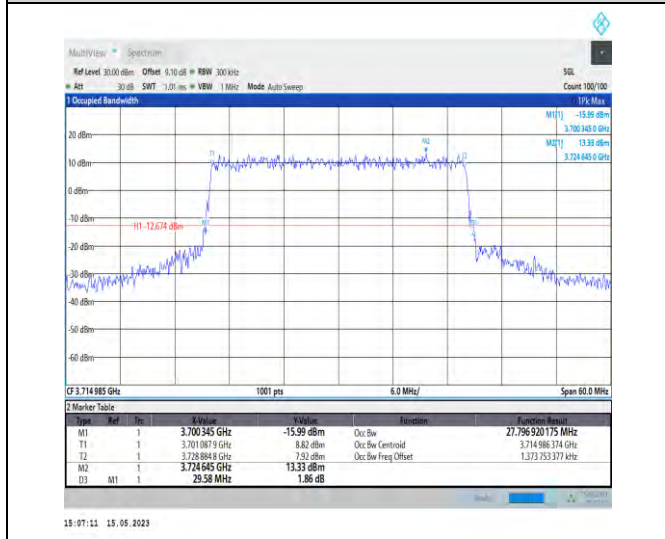 MultiView Spectrum
Ref Level 30.00 dBm Offset 9.10 dB RBW 300 kHz SGL
Att 30 dB SWT 1.01 ms VBW 1 MHz Mode Auto Sweep Count 100/100
1 Occupied Bandwidth 1Pk Max
M1[1] -15.99 dBm
3.700 345 0 GHz
M2[1] 13.33 dBm
3.724 645 0 GHz
20 dBm
M2
T1
10 dBm
0 dBm
-10 dBm
H1 -12.674 dBm
M1
-20 dBm
-30 dBm
-40 dBm
-50 dBm
-60 dBm
CF 3.714 985 GHz 1001 pts 6.0 MHz/ Span 60.0 MHz
2 Marker Table
Type Ref Trc X-Value Y-Value Function Function Result
M1 1 3.700 345 GHz -15.99 dBm Occ Bw 27.796 920 175 MHz
T1 1 3.701 087 9 GHz 8.82 dBm Occ Bw Centroid 3.714 986 374 GHz
T2 1 3.728 884 8 GHz 7.92 dBm Occ Bw Freq Offset 1.373 753 377 kHz
M2 1 3.724 645 GHz 13.33 dBm
D3 M1 1 29.58 MHz 1.86 dB
15:07:11 15.05.2023